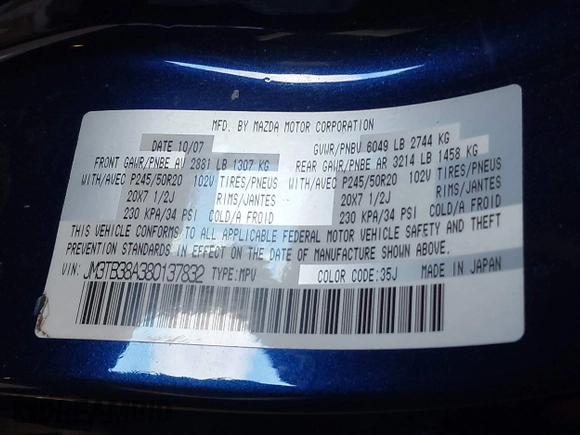 MFD. BY MAZDA MOTOR CORPORATION
DATE 10/07 GVWR/PNBV 6049 LB 2744 KG
FRONT GAWR/PNBE AV 2881 LB 1307 KG REAR GAWR/PNBE AR 3214 LB 1458 KG
WITH/AVEC P245/50R20 102V TIRES/PNEUS WITH/AVEC P245/50R20 102V TIRES/PNEUS
20X7 1/2J RIMS/JANTES 20X7 1/2J RIMS/JANTES
230 KPA/34 PSI COLD/A FROID 230 KPA/34 PSI COLD/A FROID
THIS VEHICLE CONFORMS TO ALL APPLICABLE FEDERAL MOTOR VEHICLE SAFETY AND THEFT
PREVENTION STANDARDS IN EFFECT ON THE DATE OF MANUFACTURE SHOWN ABOVE.
VIN: JM3TB38A380137832 TYPE:MPV COLOR CODE:35J MADE IN JAPAN